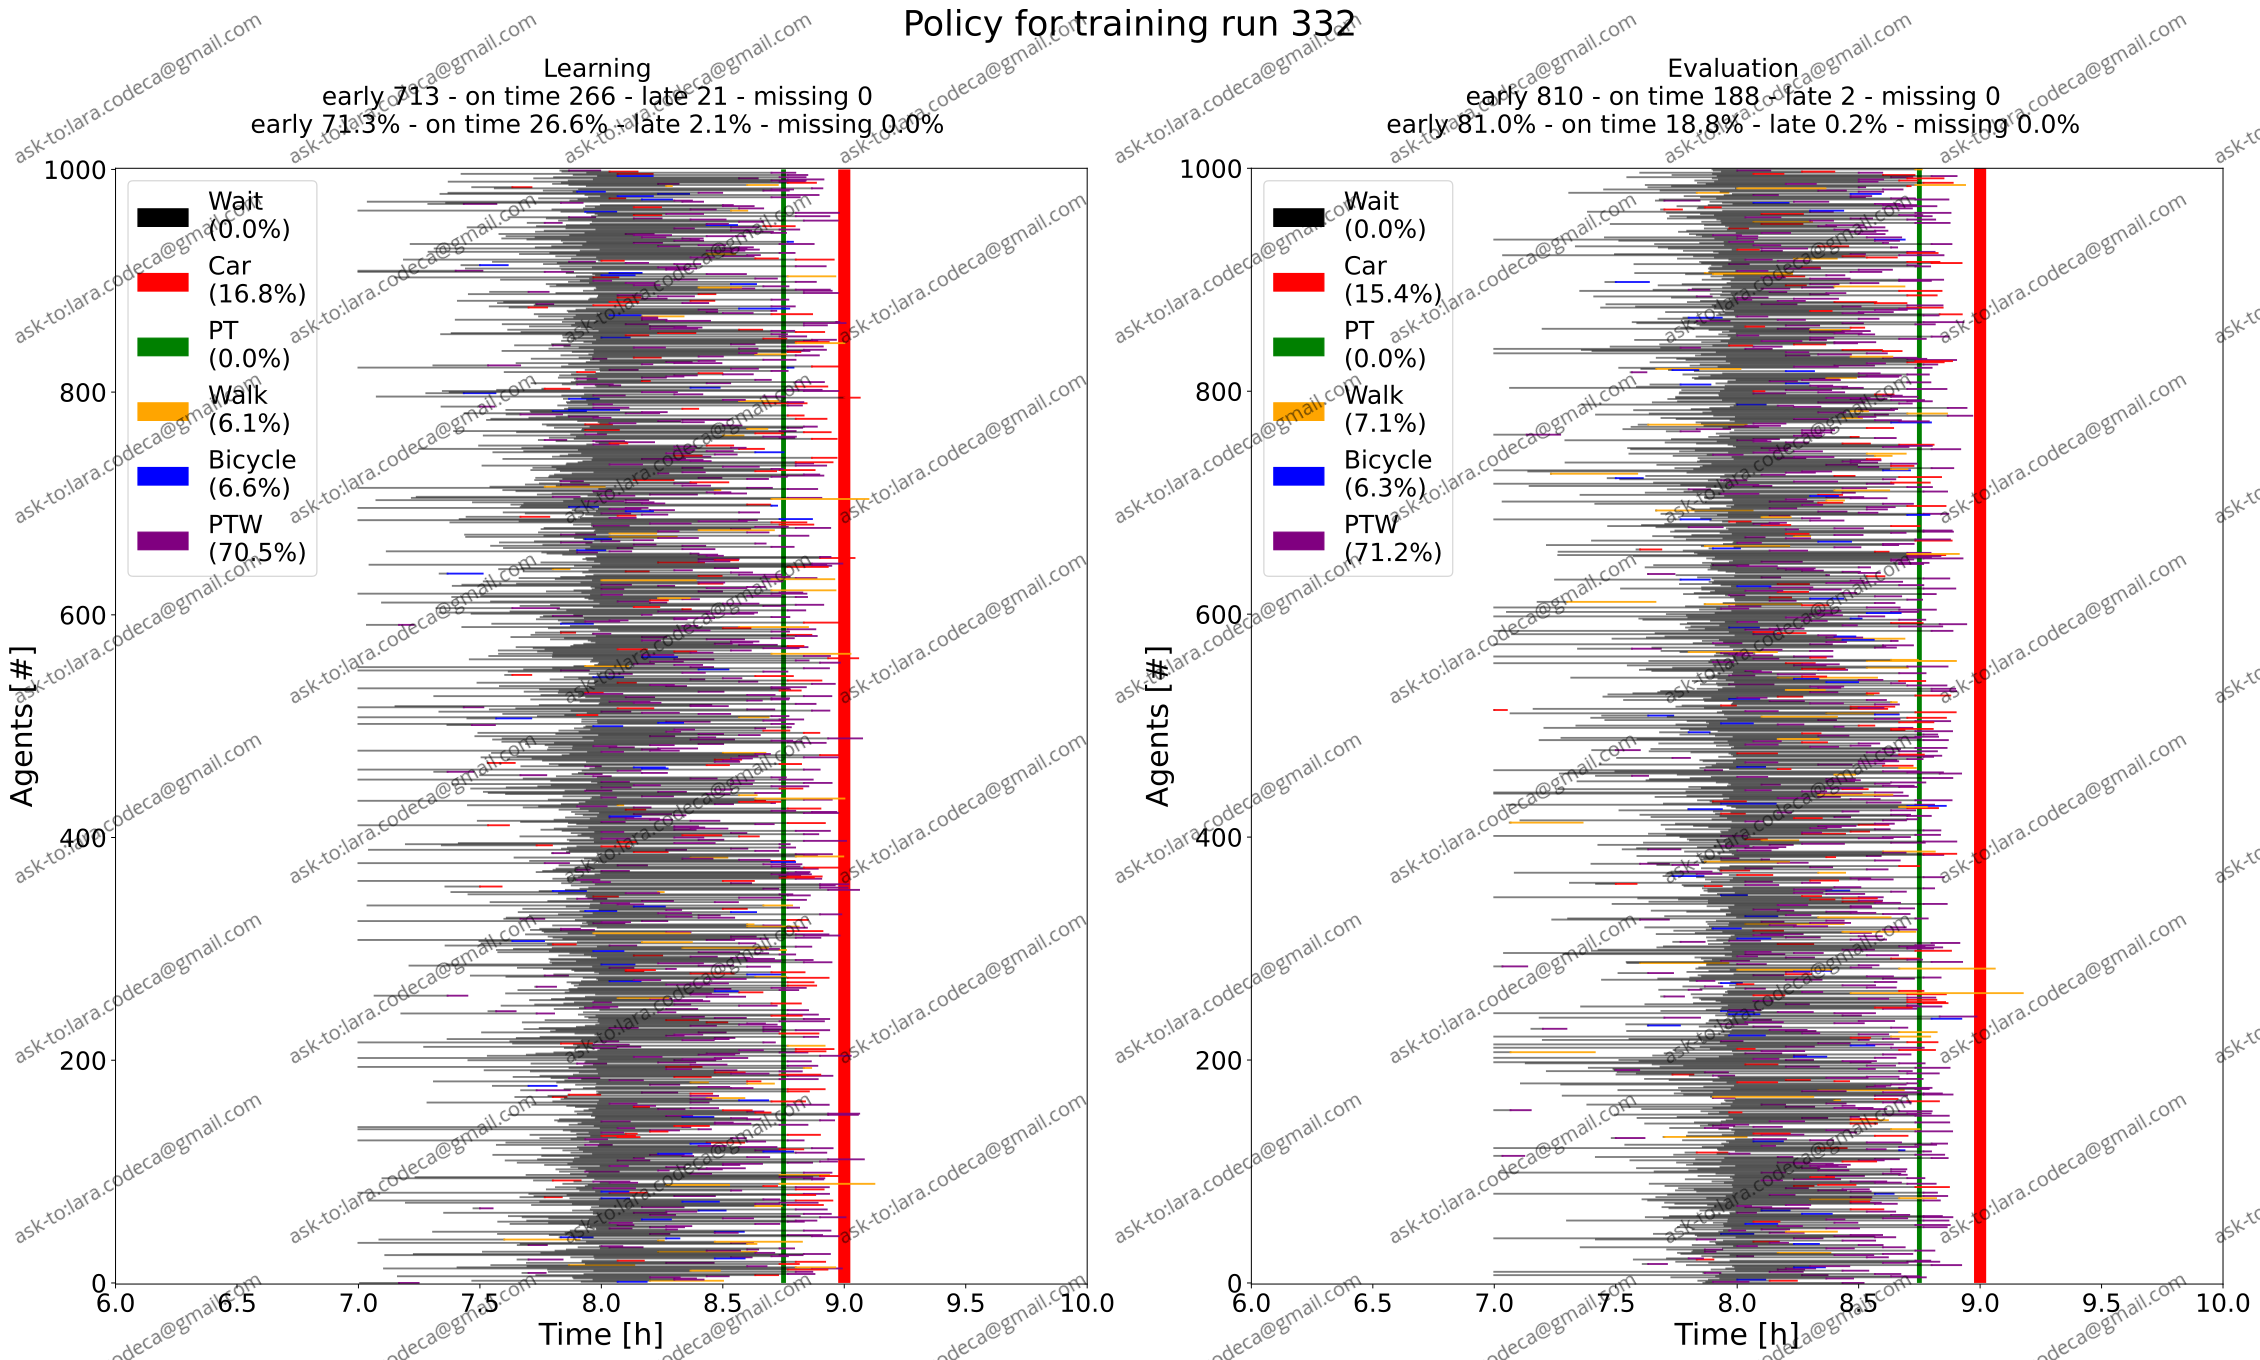 Policy for training run 332
Learning
early 713 - on time 266 - late 21 - missing 0
early 71.3% - on time 26.6% - late 2.1% - missing 0.0%
1000
800
600
400
200
0
Agents [#]
Wait
(0.0%)
Car
(16.8%)
PT
(0.0%)
Walk
(6.1%)
Bicycle
(6.6%)
PTW
(70.5%)
6.0 6.5 7.0 7.5 8.0 8.5 9.0 9.5 10.0
Time [h]
Evaluation
early 810 - on time 188 - late 2 - missing 0
early 81.0% - on time 18.8% - late 0.2% - missing 0.0%
1000
800
600
400
200
0
Agents [#]
Wait
(0.0%)
Car
(15.4%)
PT
(0.0%)
Walk
(7.1%)
Bicycle
(6.3%)
PTW
(71.2%)
6.0 6.5 7.0 7.5 8.0 8.5 9.0 9.5 10.0
Time [h]
ask-to:lara.codeca@gmail.com